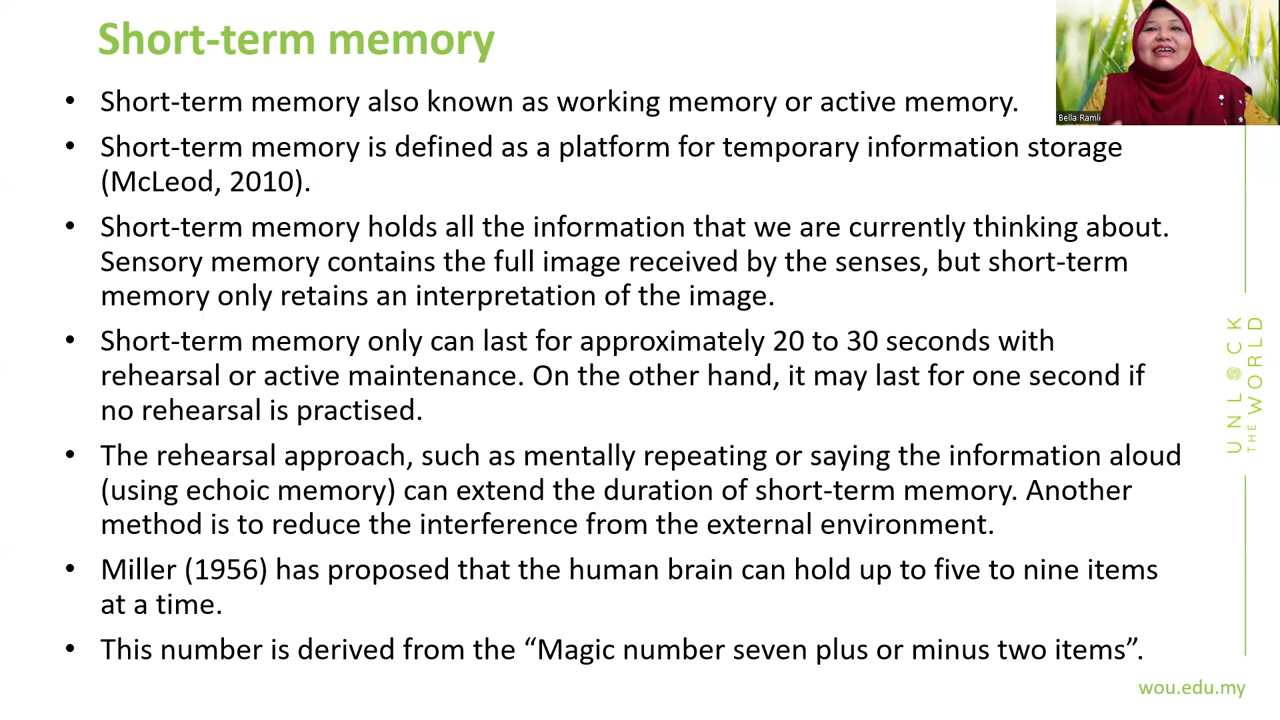 Short-term memory
• Short-term memory also known as working memory or active memory.
• Short-term memory is defined as a platform for temporary information storage
(McLeod, 2010).
• Short-term memory holds all the information that we are currently thinking about.
Sensory memory contains the full image received by the senses, but short-term
memory only retains an interpretation of the image.
• Short-term memory only can last for approximately 20 to 30 seconds with
rehearsal or active maintenance. On the other hand, it may last for one second if
no rehearsal is practised.
• The rehearsal approach, such as mentally repeating or saying the information aloud
(using echoic memory) can extend the duration of short-term memory. Another
method is to reduce the interference from the external environment.
• Miller (1956) has proposed that the human brain can hold up to five to nine items
at a time.
• This number is derived from the “Magic number seven plus or minus two items”.
Bella Ramli
UNLOCK
THE WORLD
wou.edu.my